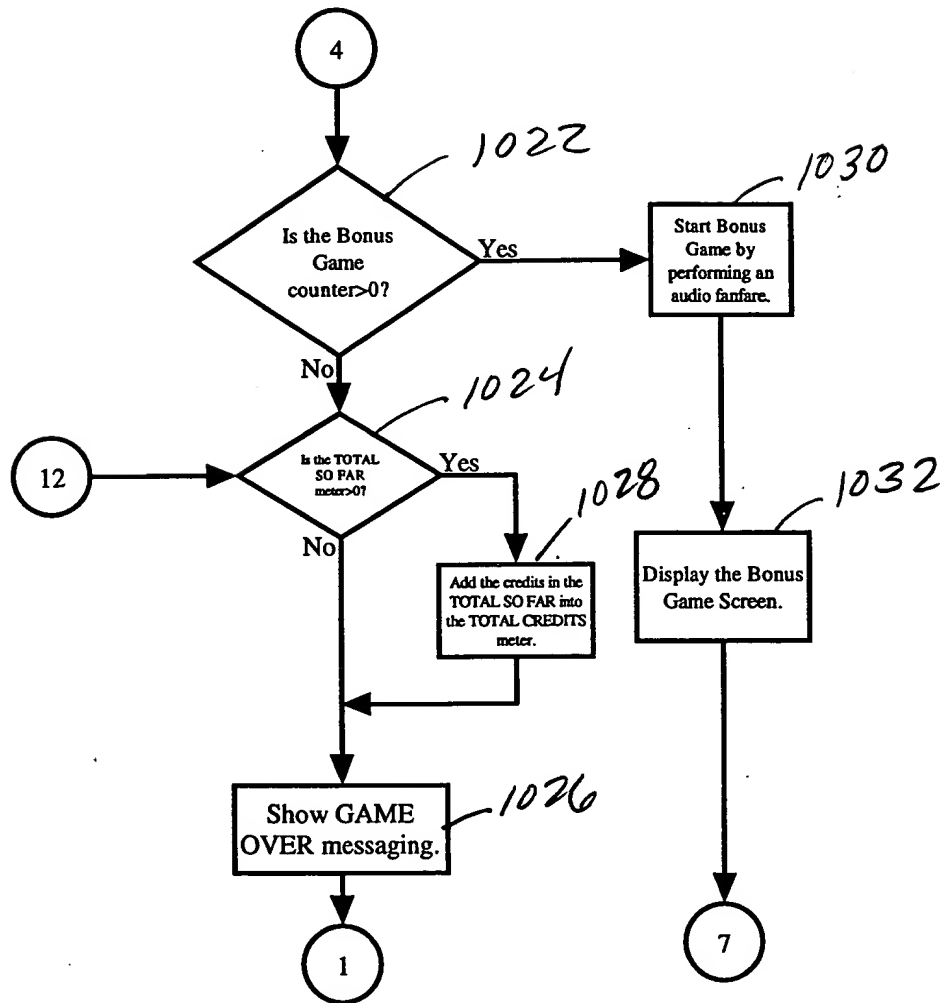 4
1022
Is the Bonus
Game
counter>0?
Yes
1030
Start Bonus
Game by
performing an
audio fanfare.
No
1024
12
Is the TOTAL
SO FAR
meter>0?
Yes
1028
Add the credits in the
TOTAL SO FAR into
the TOTAL CREDITS
meter.
1032
Display the Bonus
Game Screen.
No
Show GAME
OVER messaging.
1026
1
7